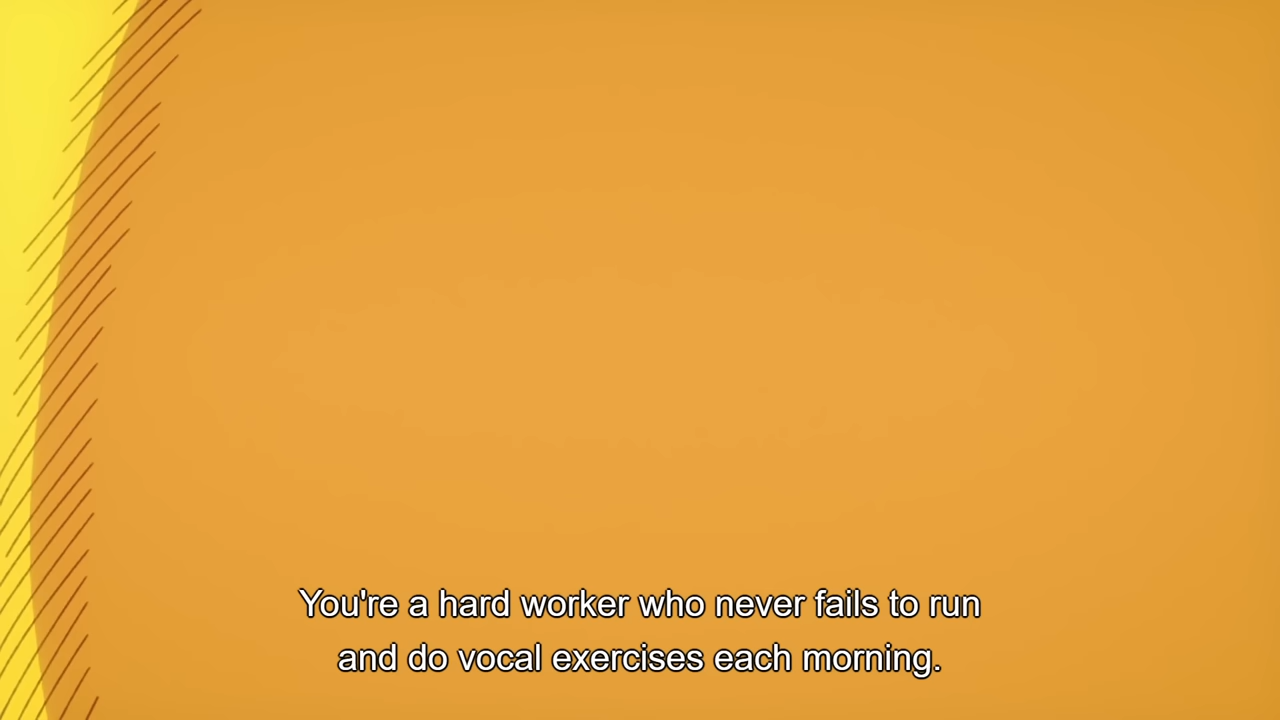 You're a hard worker who never fails to run
and do vocal exercises each morning.